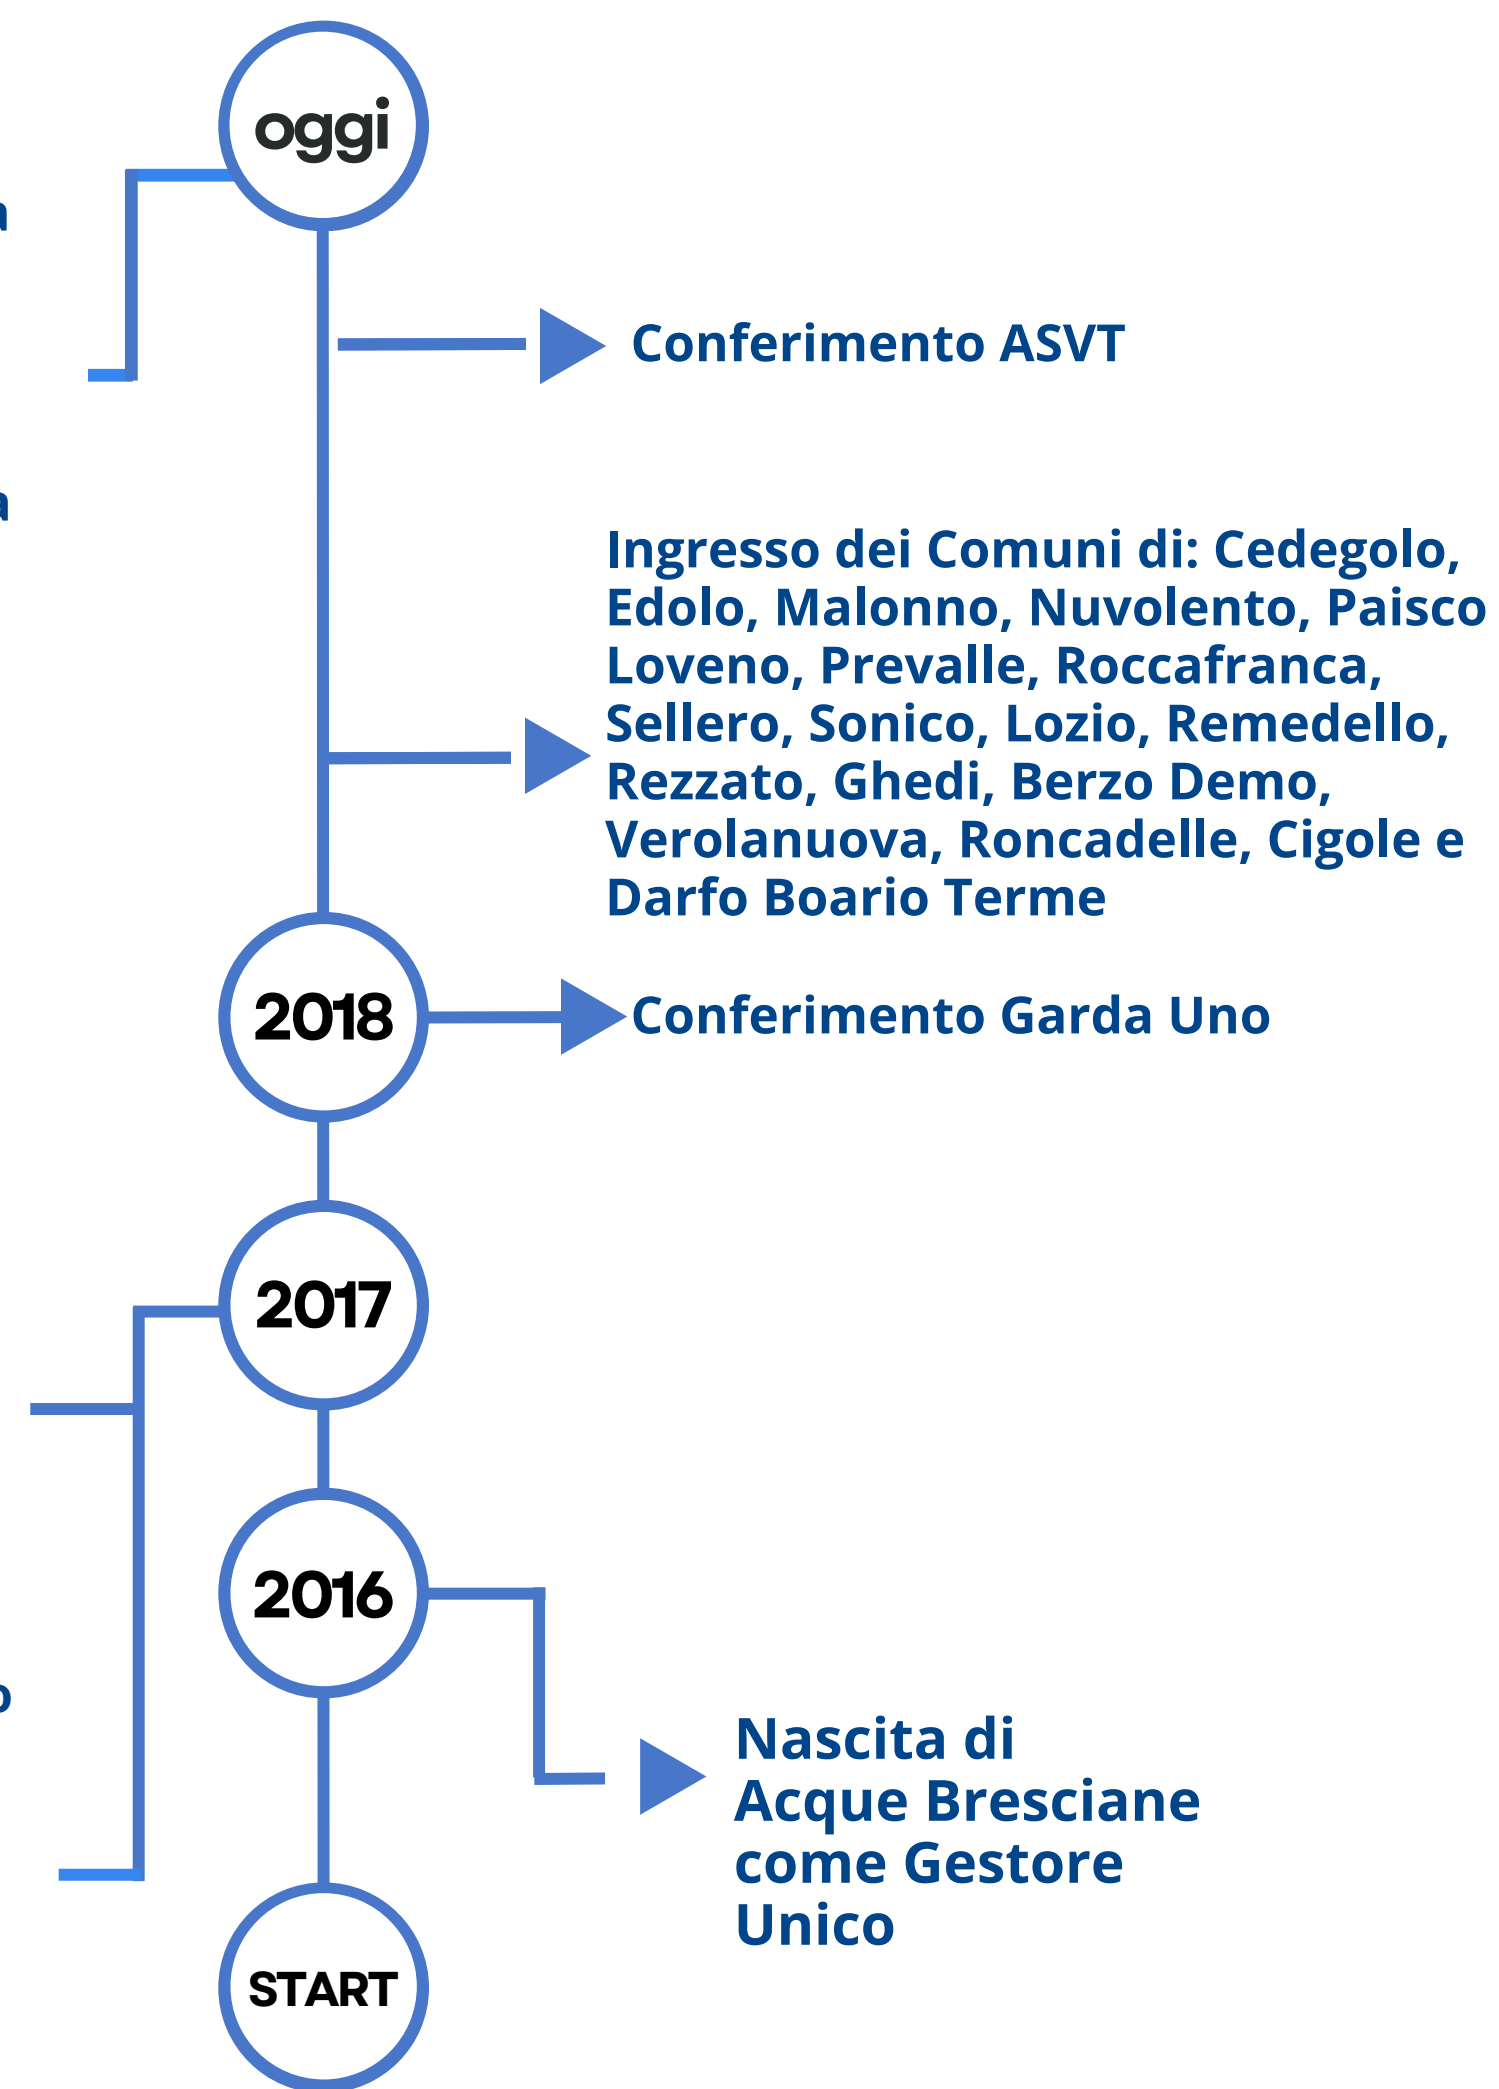 oggi
Conferimento ASVT
Ingresso dei Comuni di: Cedegolo,
Edolo, Malonno, Nuvolento, Paisco
Loveno, Prevalle, Roccafranca,
Sellero, Sonico, Lozio, Remedello,
Rezzato, Ghedi, Berzo Demo,
Verolanuova, Roncadelle, Cigole e
Darfo Boario Terme
2018
Conferimento Garda Uno
2017
2016
Nascita di
Acque Bresciane
come Gestore
Unico
START